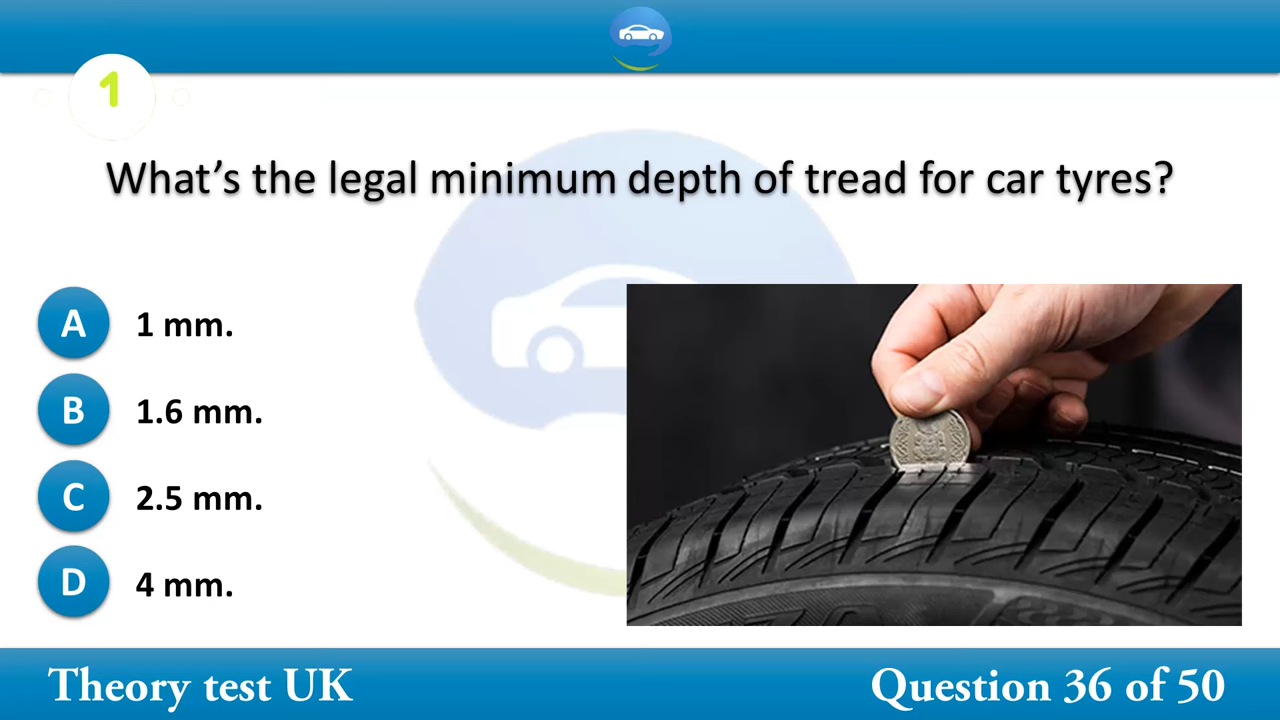 1
What's the legal minimum depth of tread for car tyres?
A 1 mm.
B 1.6 mm.
C 2.5 mm.
D 4 mm.
Theory test UK Question 36 of 50